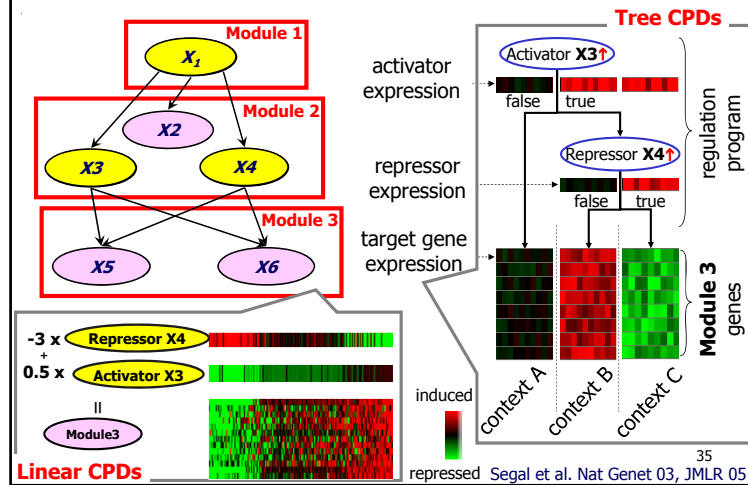 Module 1
X1
Module 2
X2
X3
X4
Module 3
X5
X6
-3 x
Repressor X4
+
0.5 x
Activator X3
=
Module3
Linear CPDs
Tree CPDs
activator
expression
Activator X3↑
false
true
repressor
expression
Repressor X4↑
false
true
target gene
expression
regulation
program
Module 3
genes
context A
context B
context C
induced
repressed
35
Segal et al. Nat Genet 03, JMLR 05